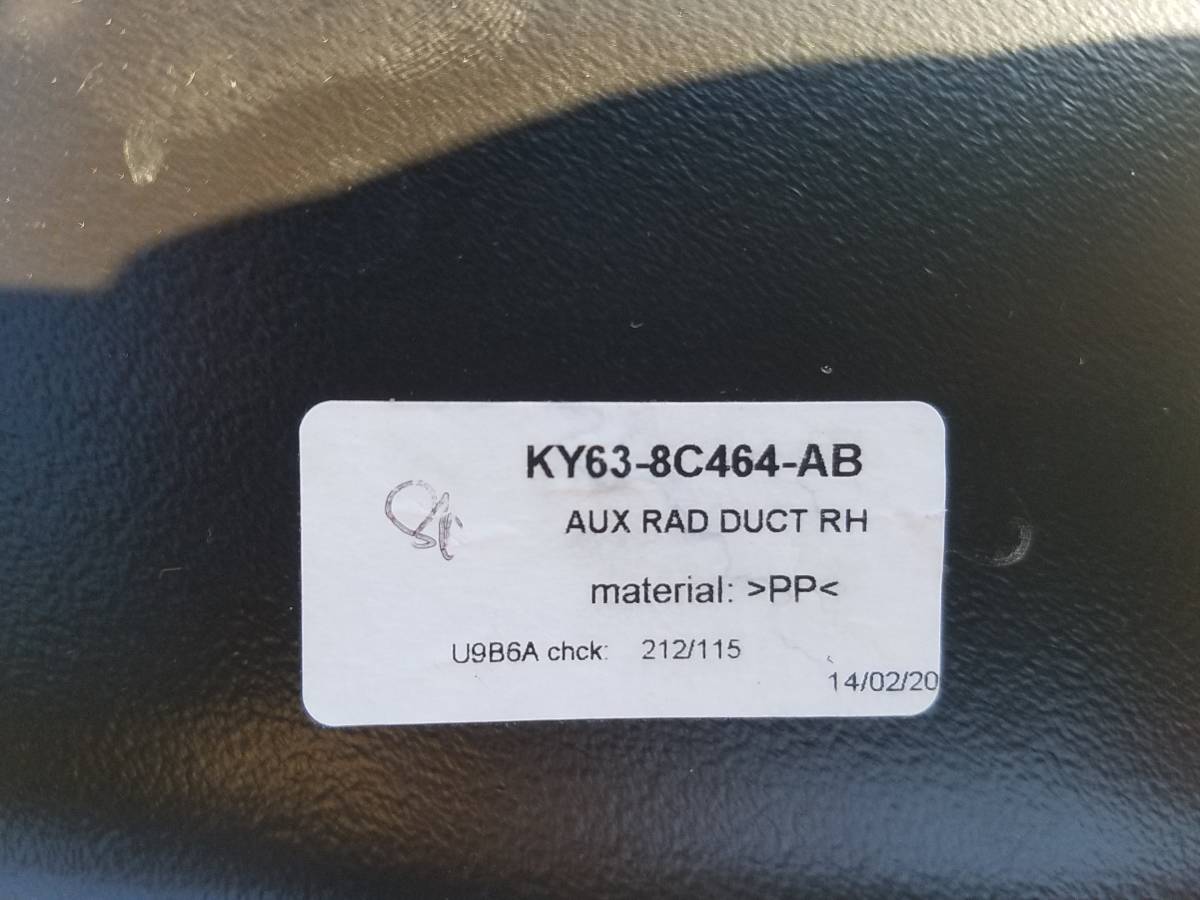 KY63-8C464-AB
AUX RAD DUCT RH
material: >PP<
U9B6A chck: 212/115
14/02/20